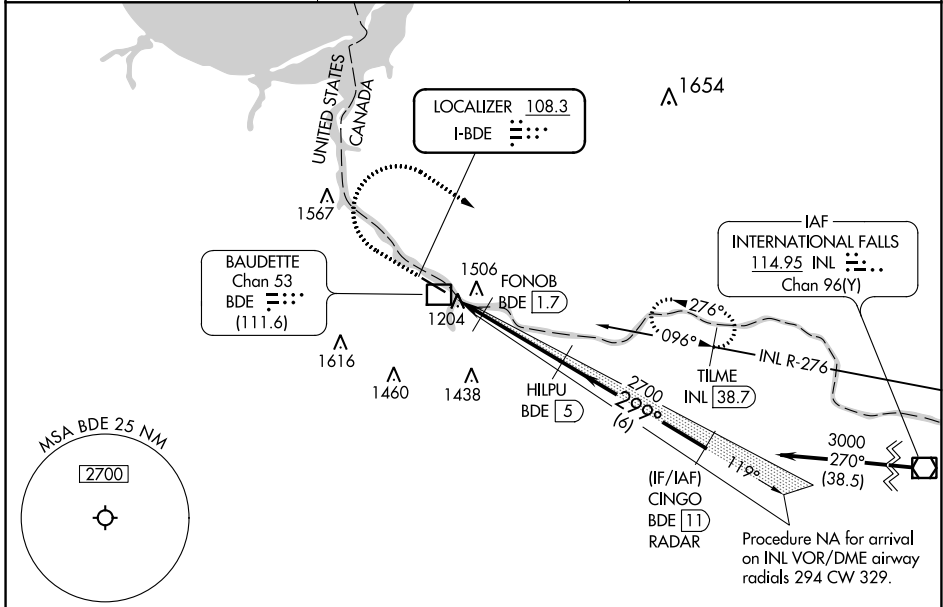 1654
LOCALIZER 108.3
I-BDE
UNITED STATES
CANADA
1567
IAF
INTERNATIONAL FALLS
114.95 INL
Chan 96(Y)
BAUDETTE
Chan 53
BDE
(111.6)
1506
FONOB
BDE 1.7
1204
276°
096°
INL R-276
TILME
INL 38.7
1616
1460
1438
HILPU
BDE 5
2700
299°
(6)
119°
3000
270°
(38.5)
MSA BDE 25 NM
2700
(IF/IAF)
CINGO
BDE 11
RADAR
Procedure NA for arrival
on INL VOR/DME airway
radials 294 CW 329.